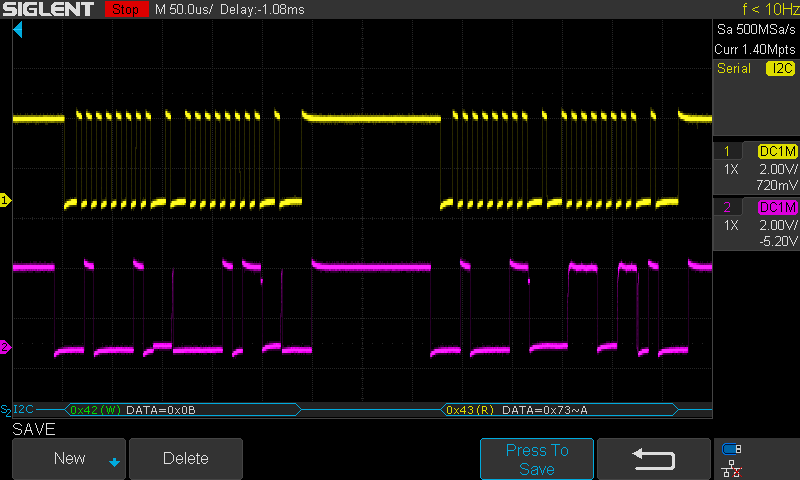 SIGLENT Stop M 50.0us/ Delay:-1.08ms f < 10Hz
Sa 500MSa/s
Curr 1.40Mpts
Serial I2C
1 DC1M
1X 2.00V/
720mV
2 DC1M
1X 2.00V/
-5.20V
1
2
S2 I2C 0x42(W) DATA=0x0B 0x43(R) DATA=0x73~A
SAVE
New Delete Press To
Save